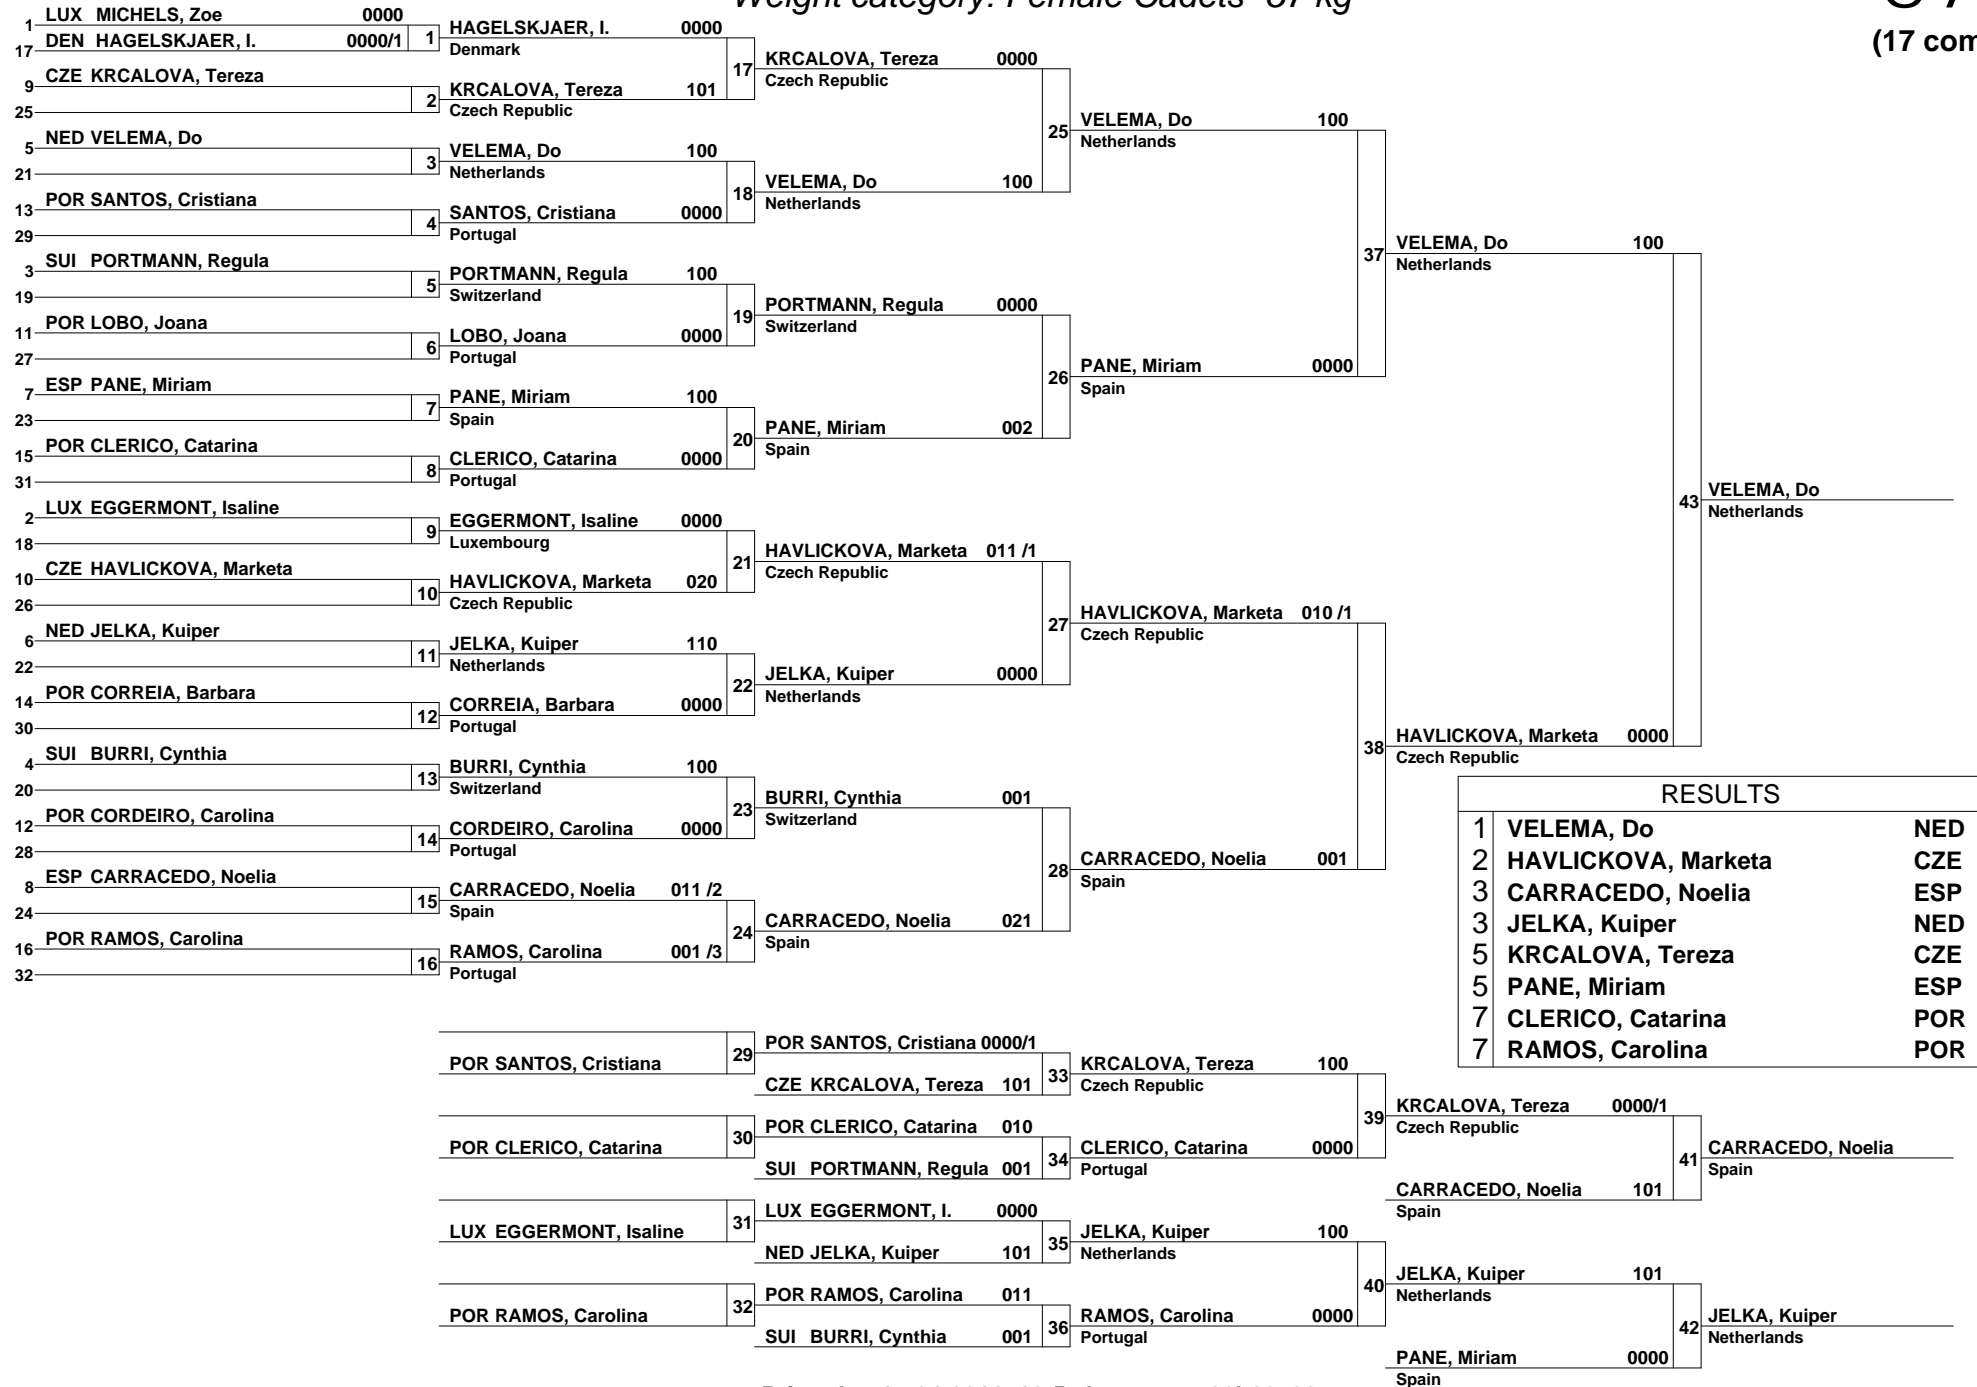 Weight category: Female Cadets -57 kg
(17 com
1 LUX MICHELS, Zoe 0000
17 DEN HAGELSKJAER, I. 0000/1
1
9 CZE KRCALOVA, Tereza
25
2
5 NED VELEMA, Do
21
3
13 POR SANTOS, Cristiana
29
4
3 SUI PORTMANN, Regula
19
5
11 POR LOBO, Joana
27
6
7 ESP PANE, Miriam
23
7
15 POR CLERICO, Catarina
31
8
2 LUX EGGERMONT, Isaline
18
9
10 CZE HAVLICKOVA, Marketa
26
10
6 NED JELKA, Kuiper
22
11
14 POR CORREIA, Barbara
30
12
4 SUI BURRI, Cynthia
20
13
12 POR CORDEIRO, Carolina
28
14
8 ESP CARRACEDO, Noelia
24
15
16 POR RAMOS, Carolina
32
16
HAGELSKJAER, I. 0000
Denmark
17
KRCALOVA, Tereza 101
Czech Republic
VELEMA, Do 100
Netherlands
18
SANTOS, Cristiana 0000
Portugal
PORTMANN, Regula 100
Switzerland
19
LOBO, Joana 0000
Portugal
PANE, Miriam 100
Spain
20
CLERICO, Catarina 0000
Portugal
EGGERMONT, Isaline 0000
Luxembourg
21
HAVLICKOVA, Marketa 020
Czech Republic
JELKA, Kuiper 110
Netherlands
22
CORREIA, Barbara 0000
Portugal
BURRI, Cynthia 100
Switzerland
23
CORDEIRO, Carolina 0000
Portugal
CARRACEDO, Noelia 011 /2
Spain
24
RAMOS, Carolina 001 /3
Portugal
KRCALOVA, Tereza 0000
Czech Republic
25
VELEMA, Do 100
Netherlands
PORTMANN, Regula 0000
Switzerland
26
PANE, Miriam 002
Spain
HAVLICKOVA, Marketa 011 /1
Czech Republic
27
JELKA, Kuiper 0000
Netherlands
BURRI, Cynthia 001
Switzerland
28
CARRACEDO, Noelia 021
Spain
VELEMA, Do 100
Netherlands
37
PANE, Miriam 0000
Spain
HAVLICKOVA, Marketa 010 /1
Czech Republic
38
CARRACEDO, Noelia 001
Spain
VELEMA, Do 100
Netherlands
43
HAVLICKOVA, Marketa 0000
Czech Republic
VELEMA, Do
Netherlands
RESULTS
1 VELEMA, Do NED
2 HAVLICKOVA, Marketa CZE
3 CARRACEDO, Noelia ESP
3 JELKA, Kuiper NED
5 KRCALOVA, Tereza CZE
5 PANE, Miriam ESP
7 CLERICO, Catarina POR
7 RAMOS, Carolina POR
POR SANTOS, Cristiana
29
POR CLERICO, Catarina
30
LUX EGGERMONT, Isaline
31
POR RAMOS, Carolina
32
POR SANTOS, Cristiana 0000/1
33
CZE KRCALOVA, Tereza 101
POR CLERICO, Catarina 010
34
SUI PORTMANN, Regula 001
LUX EGGERMONT, I. 0000
35
NED JELKA, Kuiper 101
POR RAMOS, Carolina 011
36
SUI BURRI, Cynthia 001
KRCALOVA, Tereza 100
Czech Republic
39
CLERICO, Catarina 0000
Portugal
JELKA, Kuiper 100
Netherlands
40
RAMOS, Carolina 0000
Portugal
KRCALOVA, Tereza 0000/1
Czech Republic
41
CARRACEDO, Noelia 101
Spain
JELKA, Kuiper 101
Netherlands
42
PANE, Miriam 0000
Spain
CARRACEDO, Noelia
Spain
JELKA, Kuiper
Netherlands